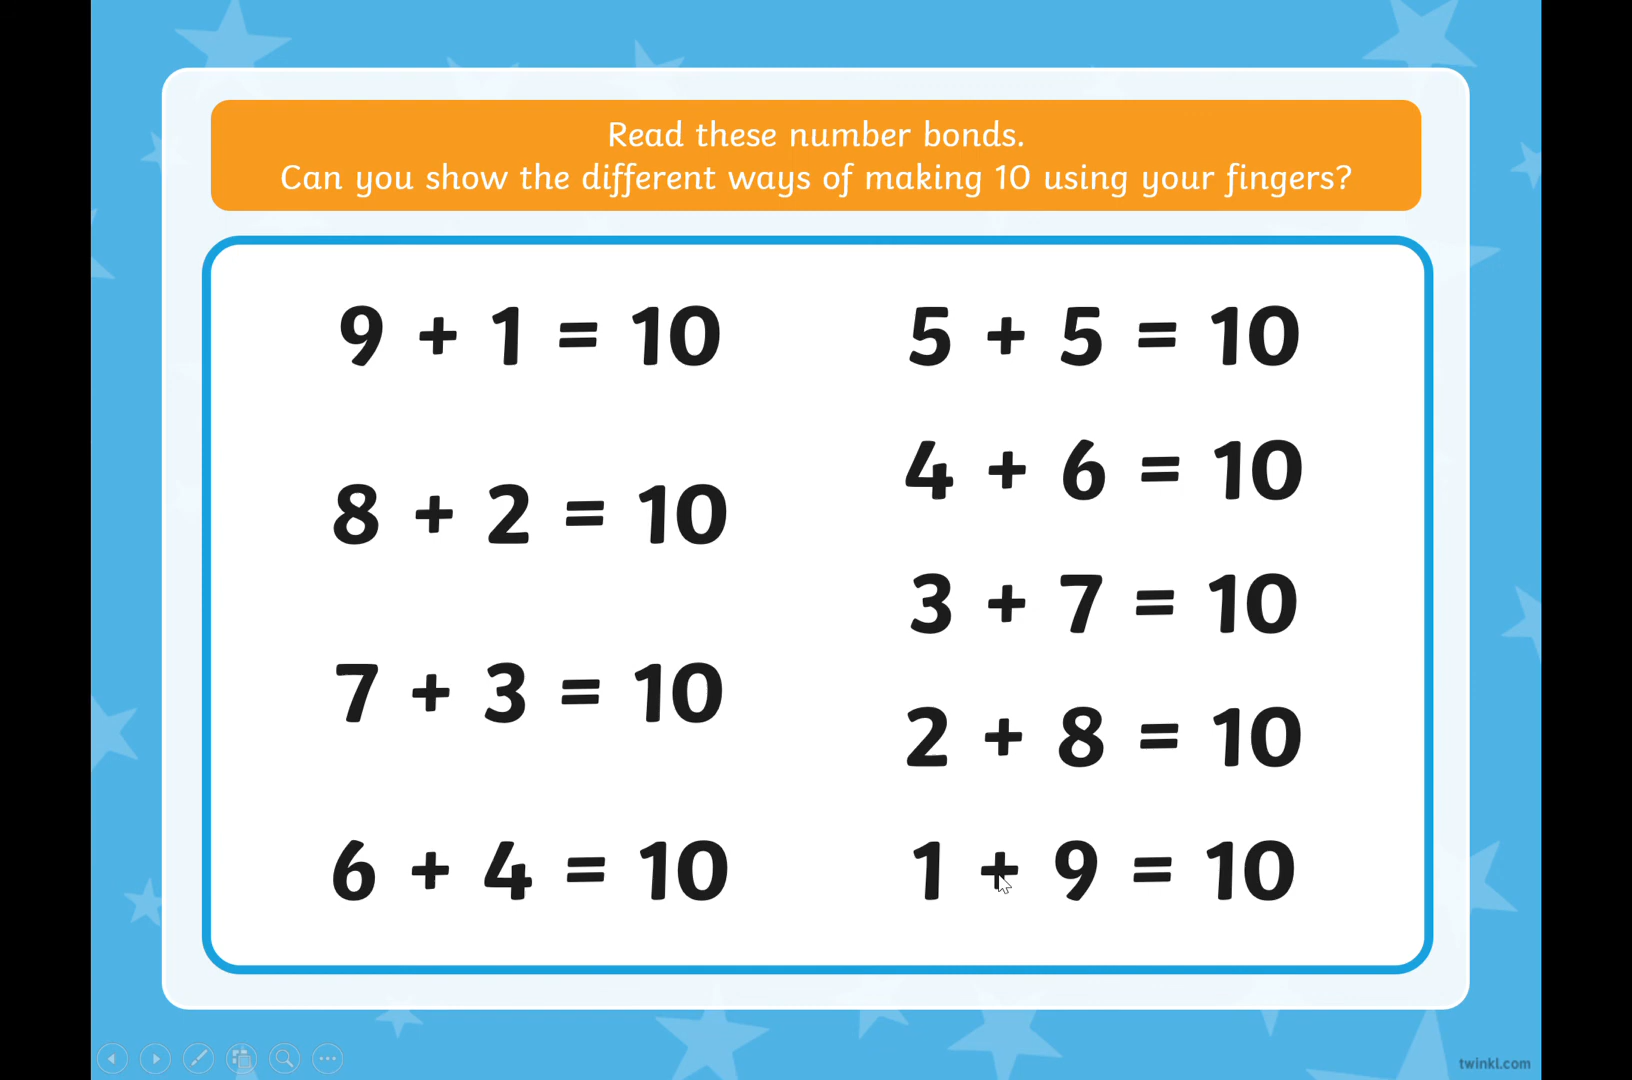 Read these number bonds.
Can you show the different ways of making 10 using your fingers?
9 + 1 = 10
8 + 2 = 10
7 + 3 = 10
6 + 4 = 10
5 + 5 = 10
4 + 6 = 10
3 + 7 = 10
2 + 8 = 10
1 + 9 = 10
twinkl.com